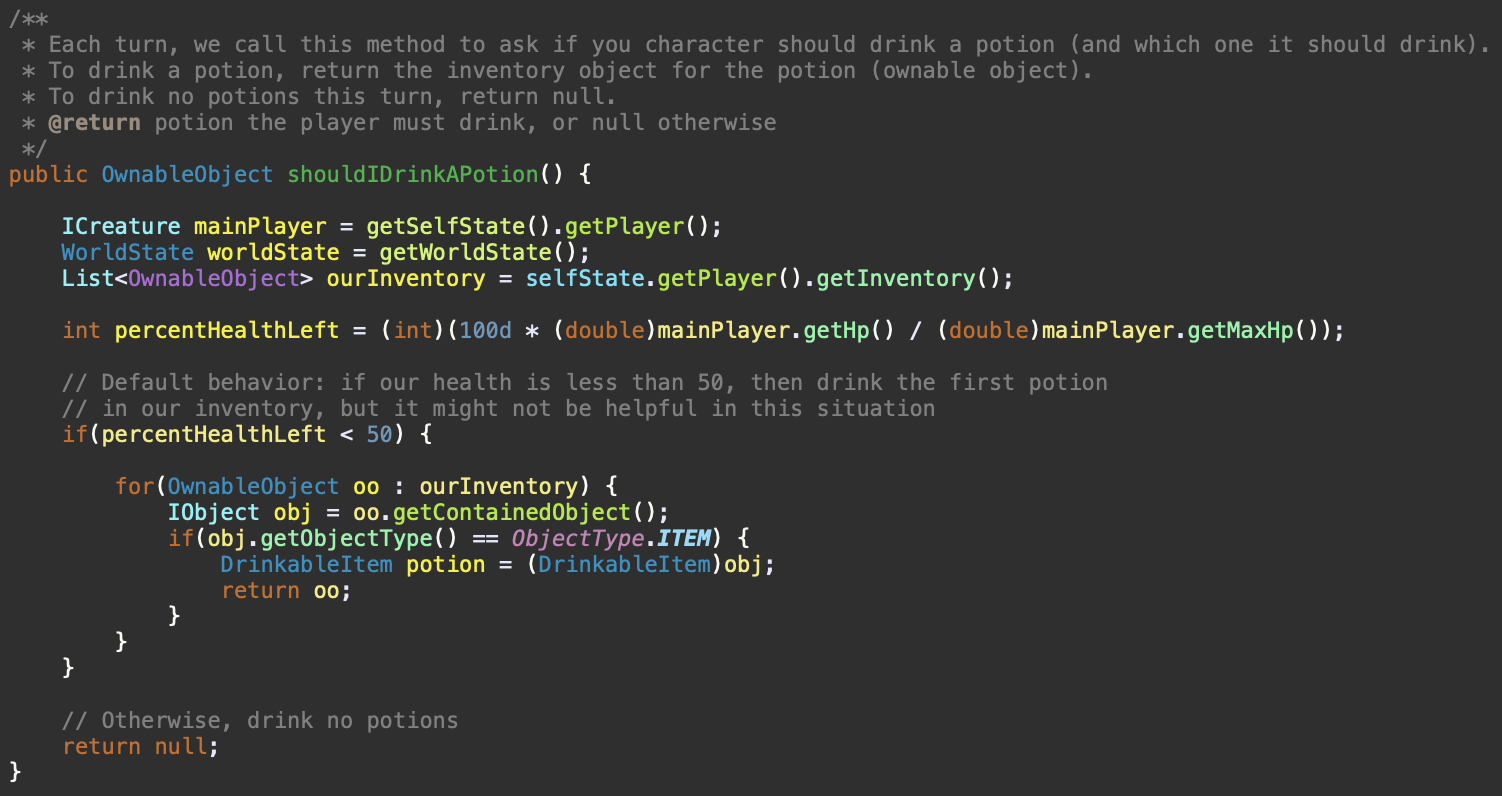 /**
 * Each turn, we call this method to ask if you character should drink a potion (and which one it should drink).
 * To drink a potion, return the inventory object for the potion (ownable object).
 * To drink no potions this turn, return null.
 * @return potion the player must drink, or null otherwise
 */
public OwnableObject shouldIDrinkAPotion() {
    ICreature mainPlayer = getSelfState().getPlayer();
    WorldState worldState = getWorldState();
    List<OwnableObject> ourInventory = selfState.getPlayer().getInventory();
    int percentHealthLeft = (int)(100d * (double)mainPlayer.getHp() / (double)mainPlayer.getMaxHp());
    // Default behavior: if our health is less than 50, then drink the first potion
    // in our inventory, but it might not be helpful in this situation
    if(percentHealthLeft < 50) {
        for(OwnableObject oo : ourInventory) {
            IObject obj = oo.getContainedObject();
            if(obj.getObjectType() == ObjectType.ITEM) {
                DrinkableItem potion = (DrinkableItem)obj;
                return oo;
            }
        }
    }
    // Otherwise, drink no potions
    return null;
}